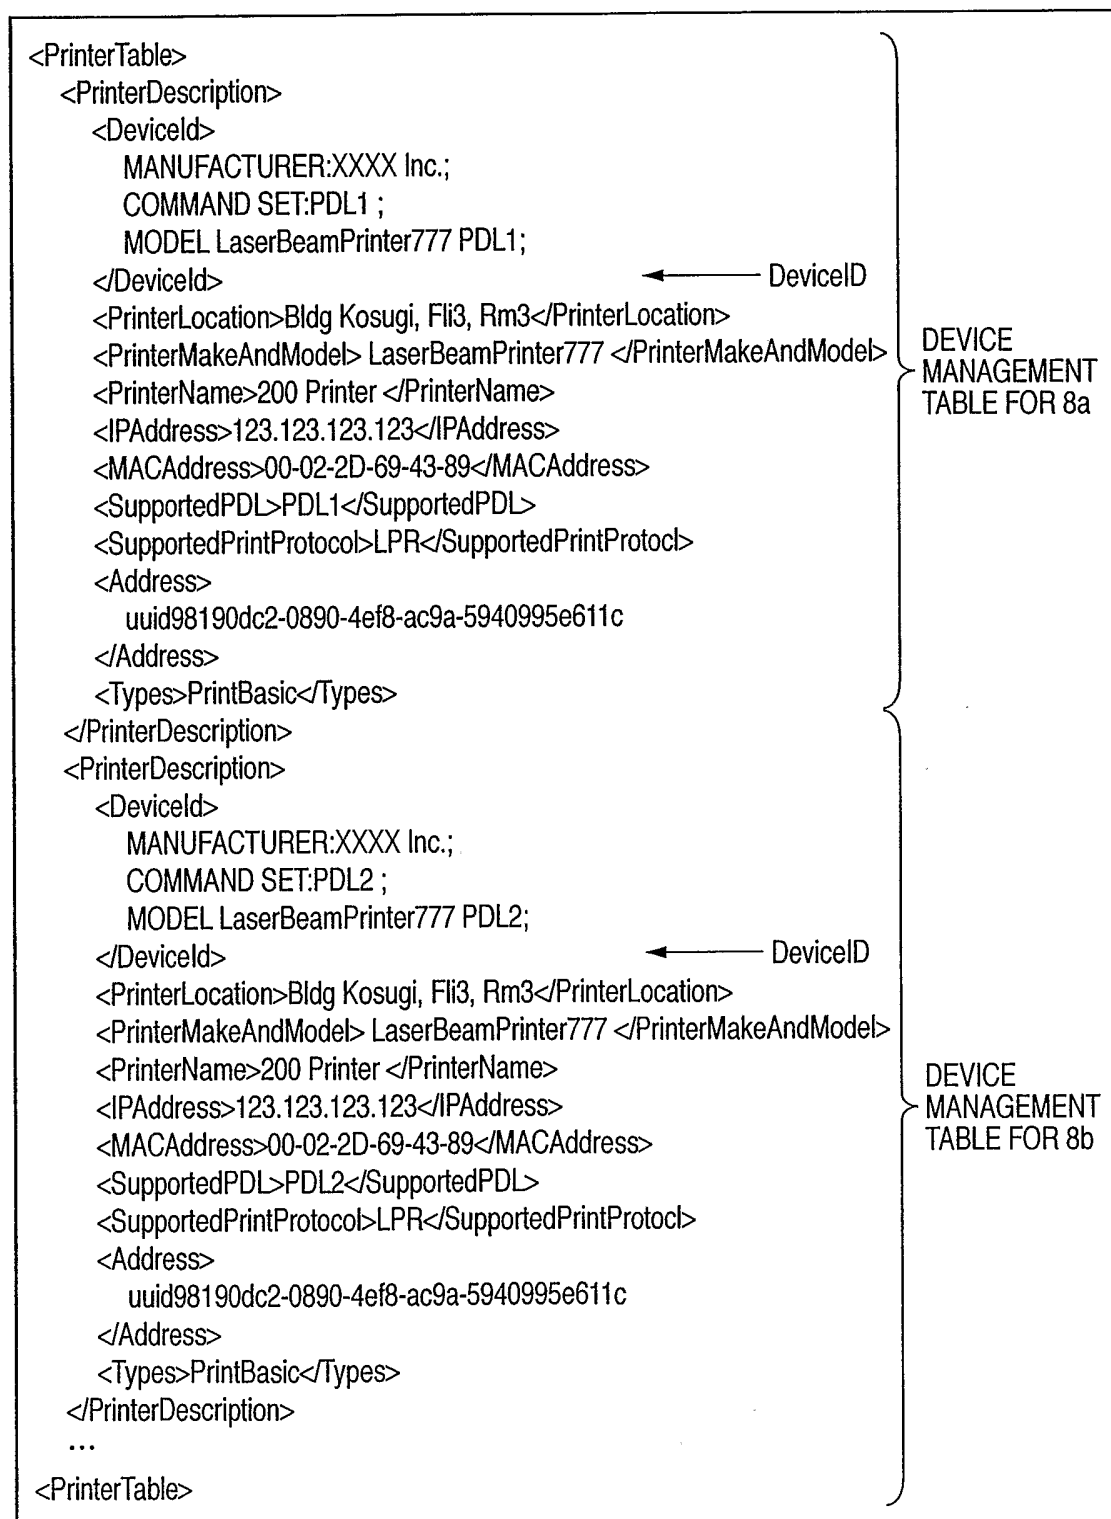 <PrinterTable>
<PrinterDescription>
<DeviceId>
MANUFACTURER:XXXX Inc.;
COMMAND SET:PDL1 ;
MODEL LaserBeamPrinter777 PDL1;
</DeviceId>
DeviceID
<PrinterLocation>Bldg Kosugi, Fli3, Rm3</PrinterLocation>
<PrinterMakeAndModel> LaserBeamPrinter777 </PrinterMakeAndModel>
<PrinterName>200 Printer </PrinterName>
<IPAddress>123.123.123.123</IPAddress>
<MACAddress>00-02-2D-69-43-89</MACAddress>
<SupportedPDL>PDL1</SupportedPDL>
<SupportedPrintProtocol>LPR</SupportedPrintProtocl>
<Address>
uuid98190dc2-0890-4ef8-ac9a-5940995e611c
</Address>
<Types>PrintBasic</Types>
</PrinterDescription>
DEVICE
MANAGEMENT
TABLE FOR 8a
<PrinterDescription>
<DeviceId>
MANUFACTURER:XXXX Inc.;
COMMAND SET:PDL2 ;
MODEL LaserBeamPrinter777 PDL2;
</DeviceId>
DeviceID
<PrinterLocation>Bldg Kosugi, Fli3, Rm3</PrinterLocation>
<PrinterMakeAndModel> LaserBeamPrinter777 </PrinterMakeAndModel>
<PrinterName>200 Printer </PrinterName>
<IPAddress>123.123.123.123</IPAddress>
<MACAddress>00-02-2D-69-43-89</MACAddress>
<SupportedPDL>PDL2</SupportedPDL>
<SupportedPrintProtocol>LPR</SupportedPrintProtocl>
<Address>
uuid98190dc2-0890-4ef8-ac9a-5940995e611c
</Address>
<Types>PrintBasic</Types>
</PrinterDescription>
...
<PrinterTable>
DEVICE
MANAGEMENT
TABLE FOR 8b